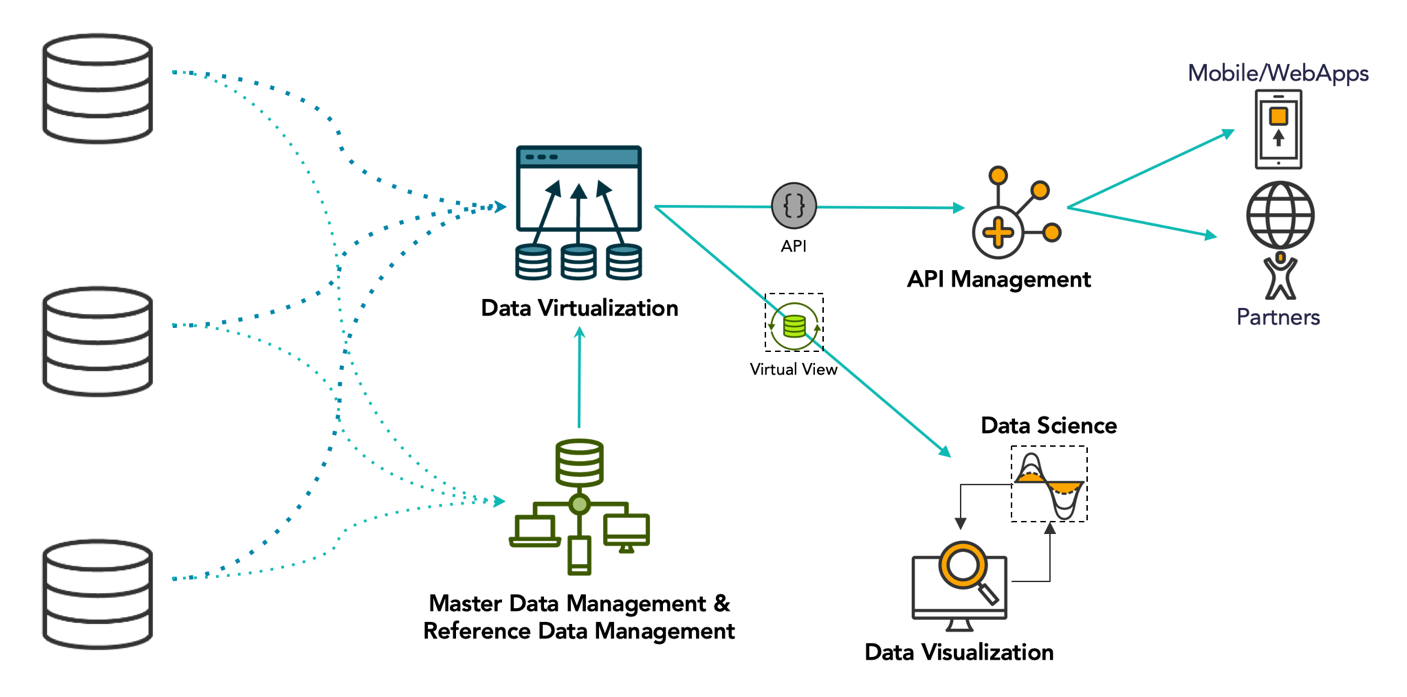 Mobile/WebApps
{}
API
API Management
Data Virtualization
Partners
Virtual View
Data Science
Master Data Management &
Reference Data Management
Data Visualization